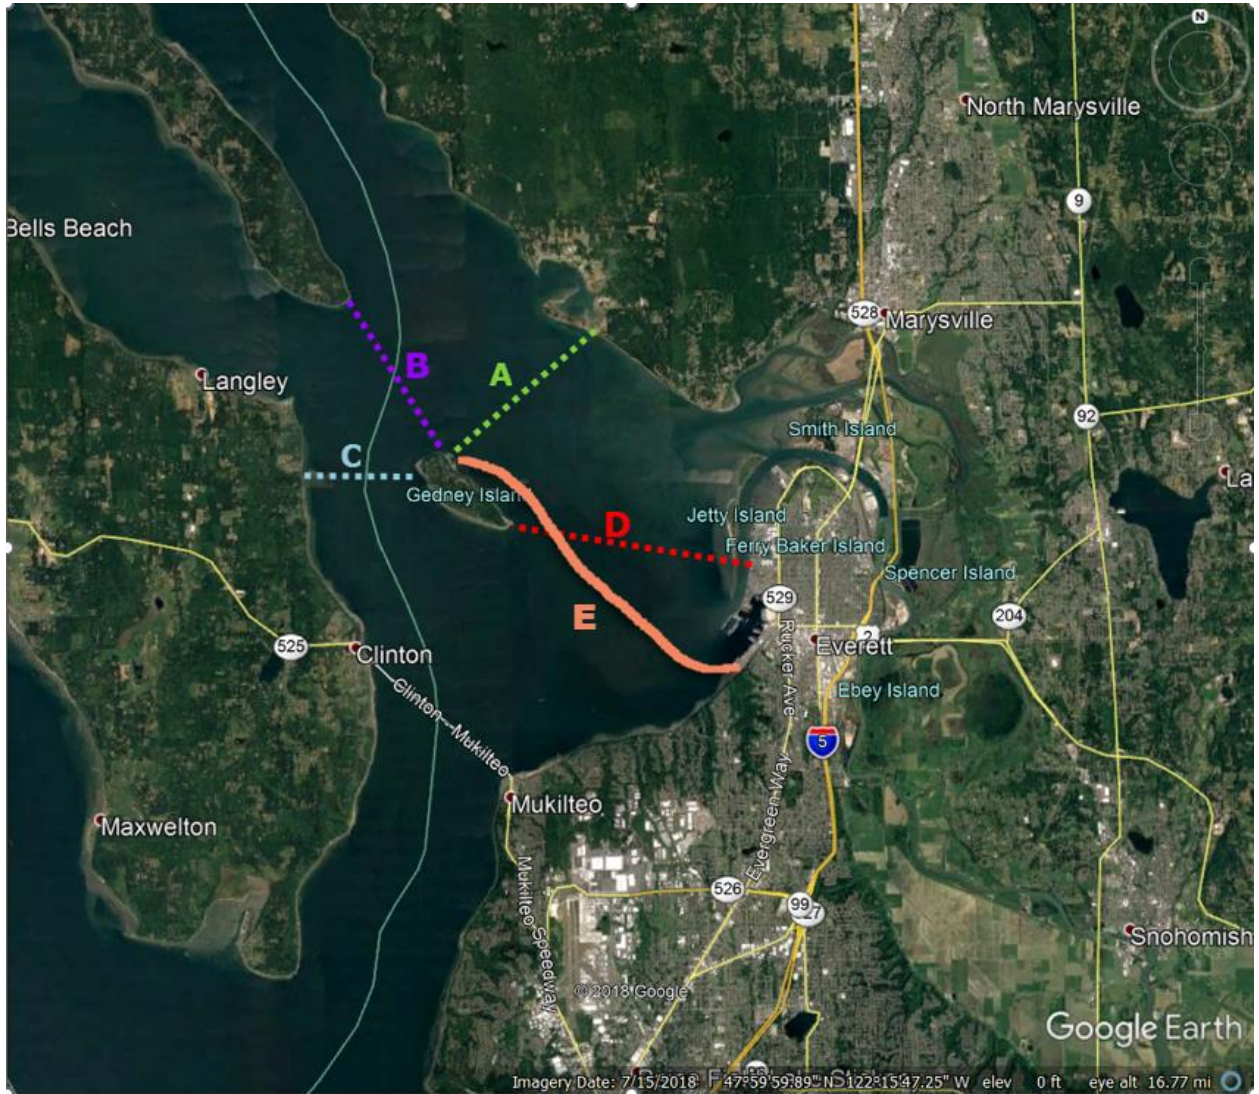 N
North Marysville
9
Bells Beach
528
Marysville
B
A
Langley
92
Smith Island
C
La
Gedney Island
Jetty Island
D
Ferry Baker Island
Spencer Island
529
E
204
2
Everett
525
Clinton
Rucker Ave
Ebey Island
Clinton - Mukilteo
5
Mukilteo
Evergreen Way
Maxwelton
Mukilteo Speedway
526
99
Snohomish
© 2018 Google
Google Earth
Imagery Date: 7/15/2018 47°59'59.89" N 122°15'47.25" W elev 0 ft eye alt 16.77 mi